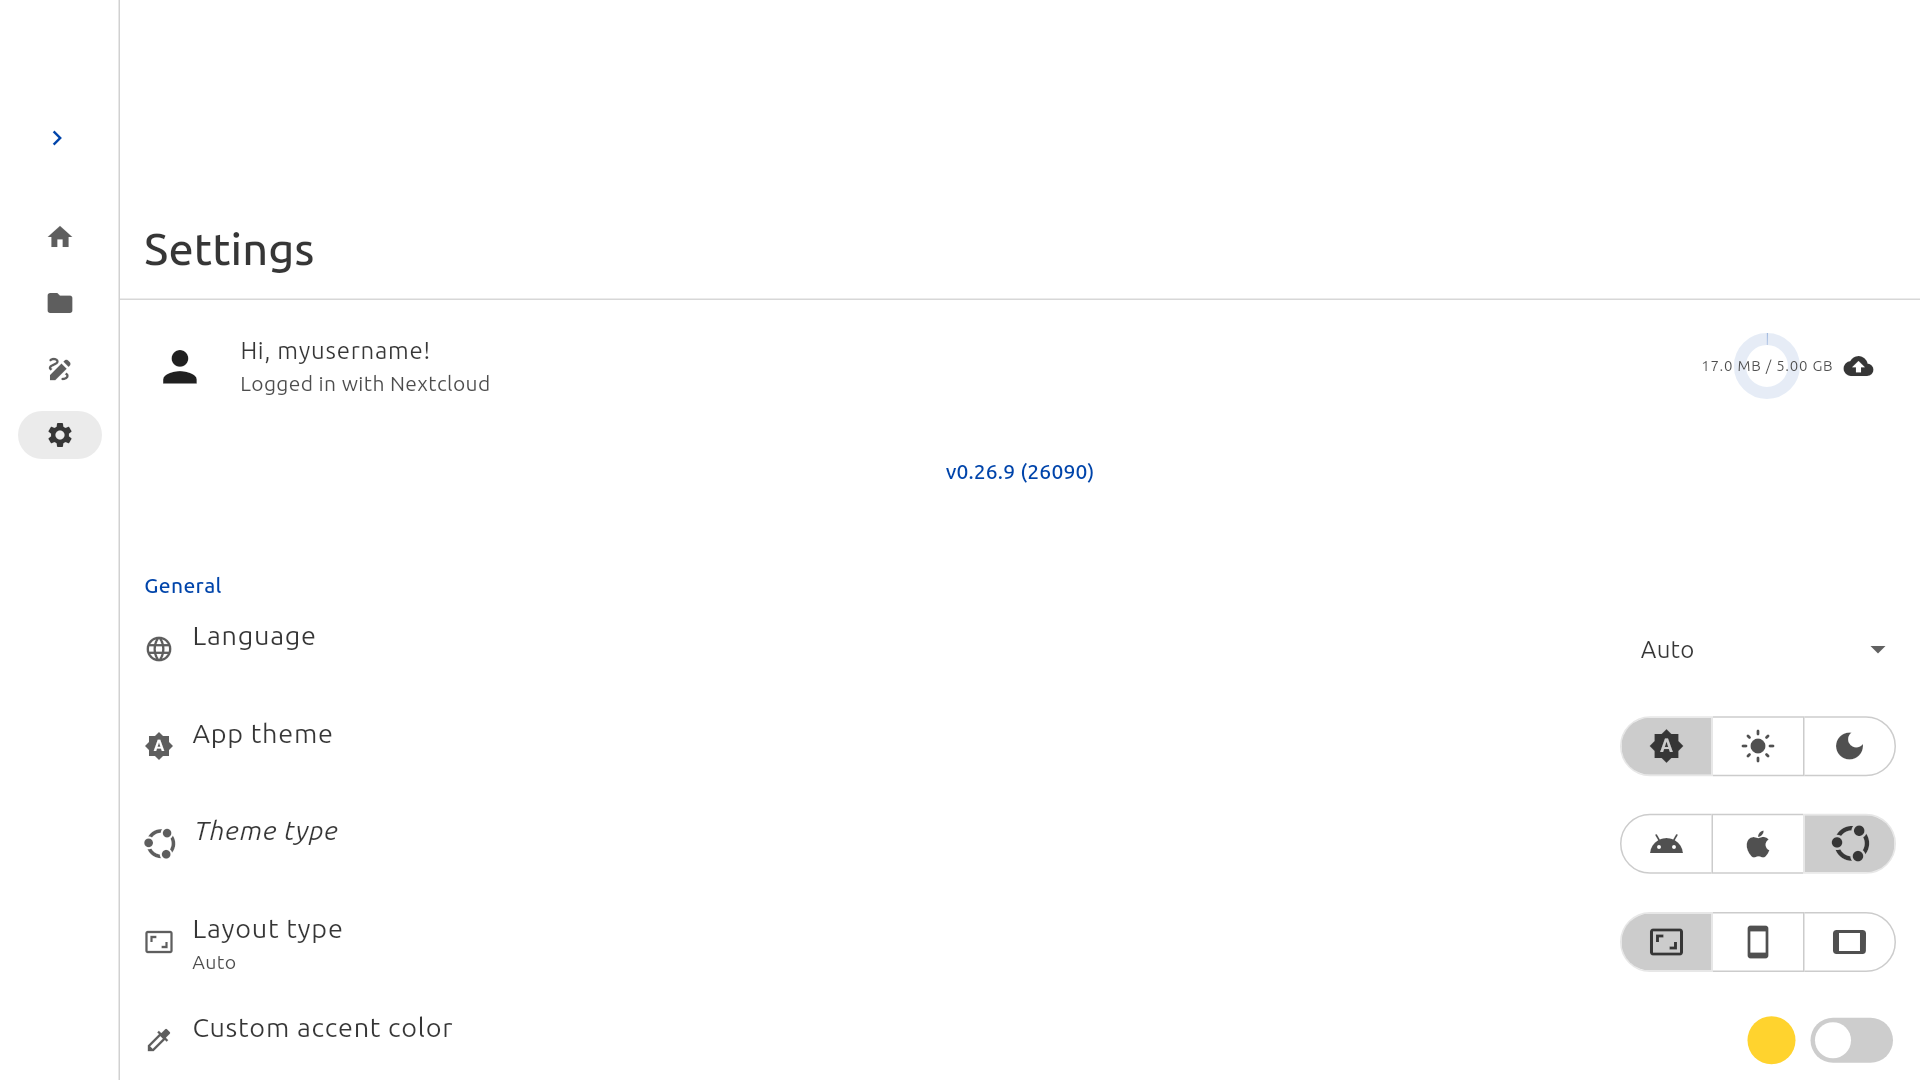 Settings
Hi, myusername!
Logged in with Nextcloud
17.0 MB / 5.00 GB
v0.26.9 (26090)
General
Language
Auto
App theme
A
A
Theme type
Layout type
Auto
Custom accent color